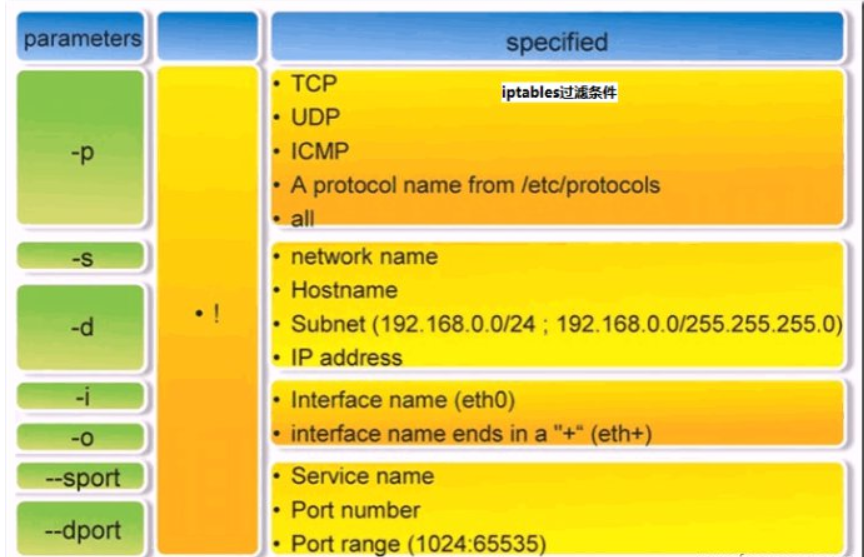 parameters
specified
-p
• !
• TCP
iptables过滤条件
• UDP
• ICMP
• A protocol name from /etc/protocols
• all
-s
-d
• network name
• Hostname
• Subnet (192.168.0.0/24 ; 192.168.0.0/255.255.255.0)
• IP address
-i
-o
• Interface name (eth0)
• interface name ends in a "+“ (eth+)
--sport
--dport
• Service name
• Port number
• Port range (1024:65535)